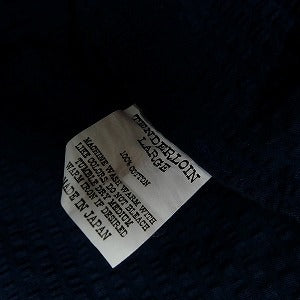 TENDERLOIN
LARGE
100% COTTON
MACHINE WASH WARM WITH
LIKE COLORS. DO NOT BLEACH
TUMBLE DRY MEDIUM.
WARM IRON IF DESIRED
MADE IN JAPAN